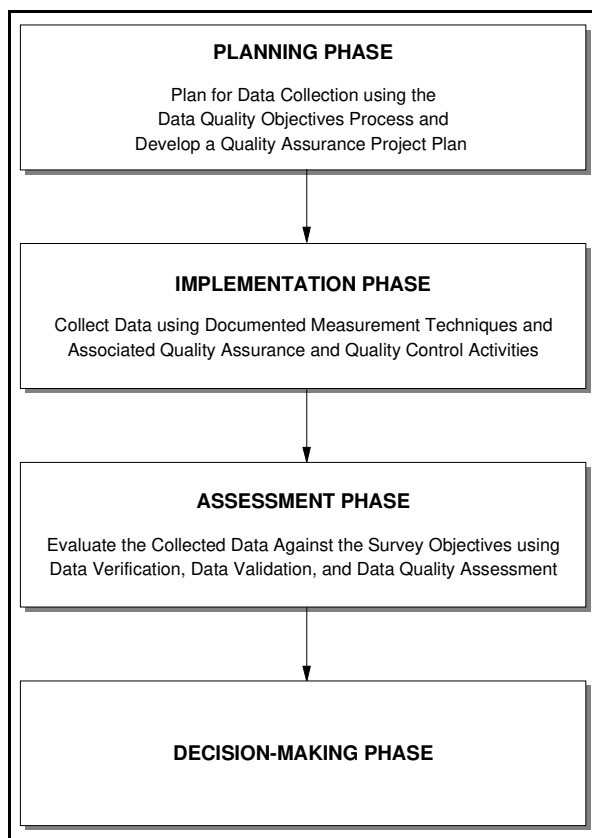 PLANNING PHASE
Plan for Data Collection using the
Data Quality Objectives Process and
Develop a Quality Assurance Project Plan
IMPLEMENTATION PHASE
Collect Data using Documented Measurement Techniques and
Associated Quality Assurance and Quality Control Activities
ASSESSMENT PHASE
Evaluate the Collected Data Against the Survey Objectives using
Data Verification, Data Validation, and Data Quality Assessment
DECISION-MAKING PHASE